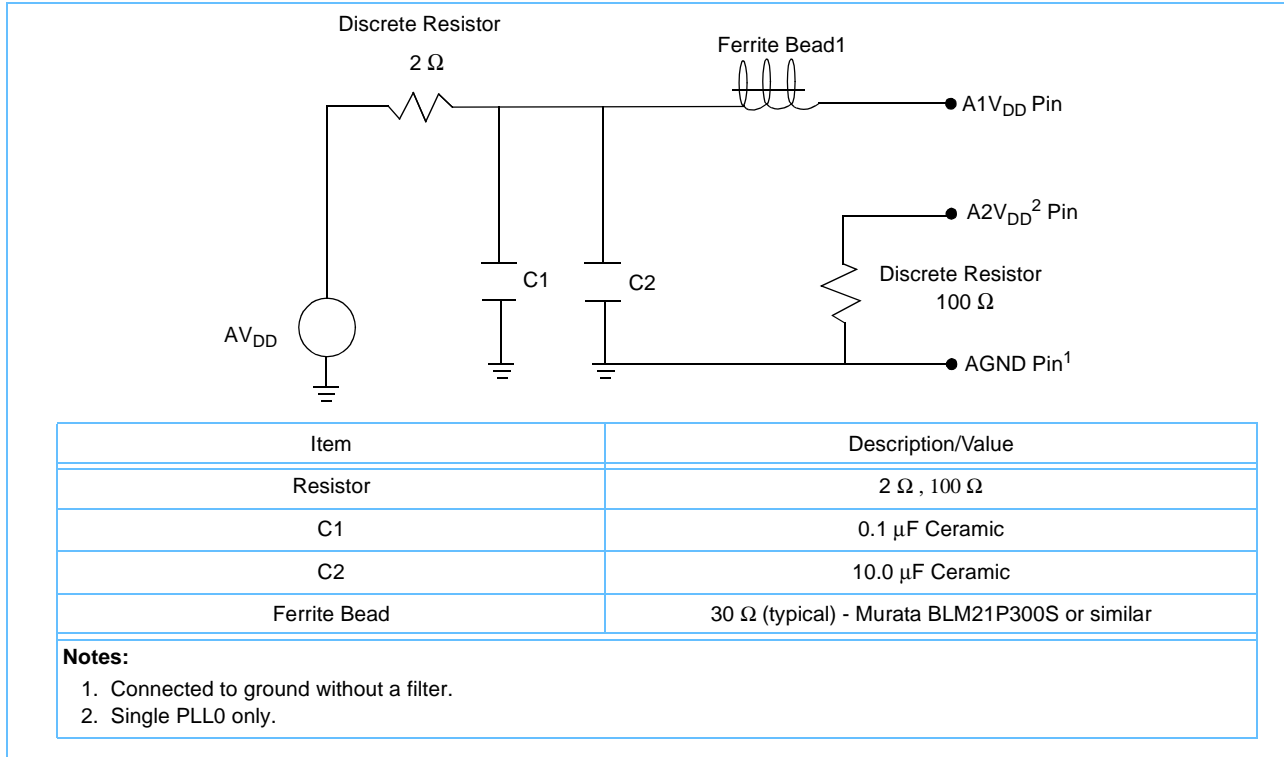 Discrete Resistor
2 Ω
Ferrite Bead1
A1VDD Pin
A2VDD2 Pin
C1
C2
Discrete Resistor
100 Ω
AVDD
AGND Pin1
Item Description/Value
Resistor 2 Ω , 100 Ω
C1 0.1 μF Ceramic
C2 10.0 μF Ceramic
Ferrite Bead 30 Ω (typical) - Murata BLM21P300S or similar
Notes:
1. Connected to ground without a filter.
2. Single PLL0 only.